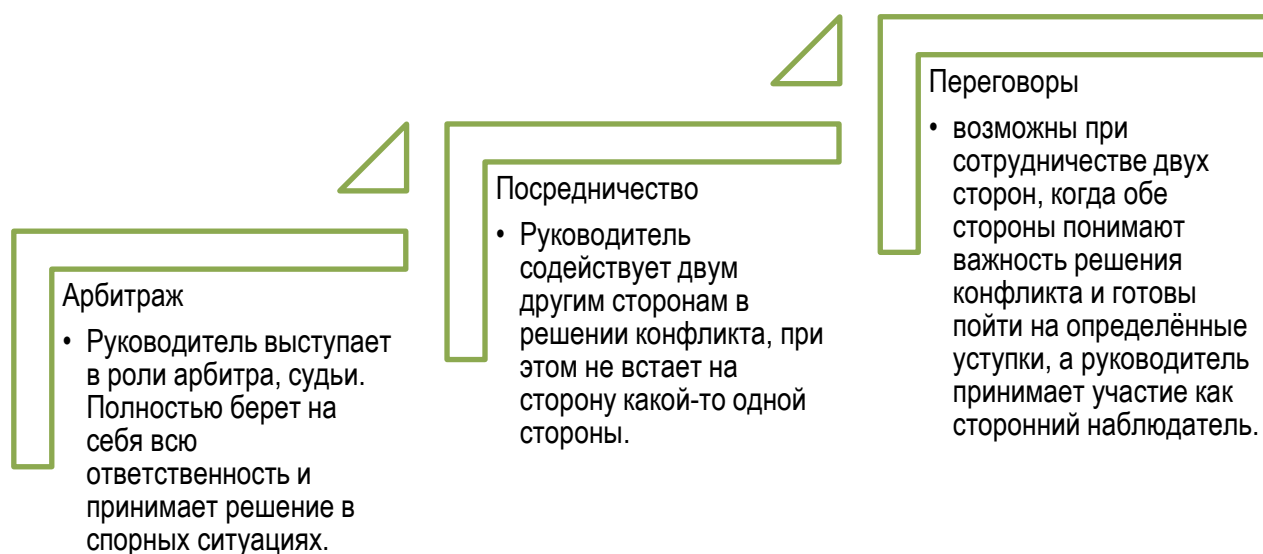 Арбитраж
• Руководитель выступает
в роли арбитра, судьи.
Полностью берет на
себя всю
ответственность и
принимает решение в
спорных ситуациях.
Посредничество
• Руководитель
содействует двум
другим сторонам в
решении конфликта, при
этом не встает на
сторону какой-то одной
стороны.
Переговоры
• возможны при
сотрудничестве двух
сторон, когда обе
стороны понимают
важность решения
конфликта и готовы
пойти на определённые
уступки, а руководитель
принимает участие как
сторонний наблюдатель.